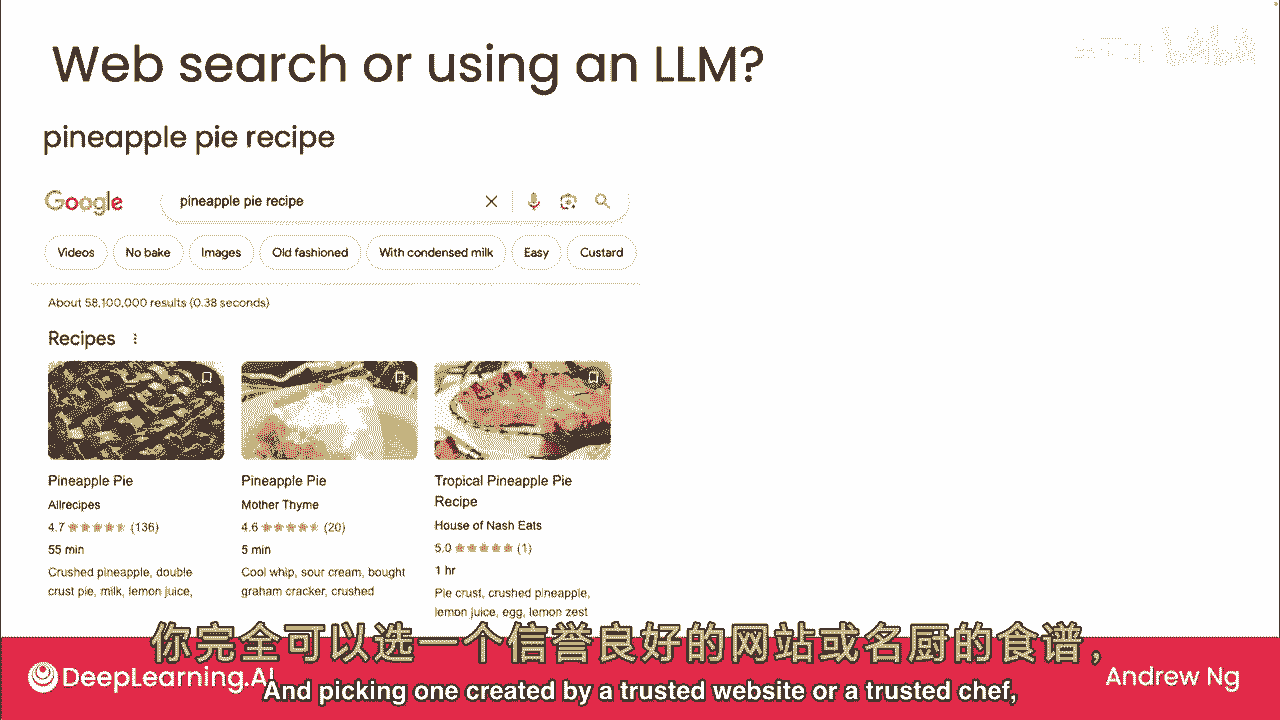 Web search or using an LLM?
pineapple pie recipe
Google
pineapple pie recipe
Videos
No bake
Images
Old fashioned
With condensed milk
Easy
Custard
About 58,100,000 results (0.38 seconds)
Recipes
Pineapple Pie
Allrecipes
4.7 (136)
55 min
Crushed pineapple, double
crust pie, milk, lemon juice,
Pineapple Pie
Mother Thyme
4.6 (20)
5 min
Cool whip, sour cream, bought
graham cracker, crushed
Tropical Pineapple Pie
Recipe
House of Nash Eats
5.0 (1)
1 hr
Pie crust, crushed pineapple,
lemon juice, egg, lemon zest
你完全可以选一个信誉良好的网站或名厨的食谱，
DeepLearning.AI
And picking one created by a trusted website or a trusted chef,
Andrew Ng